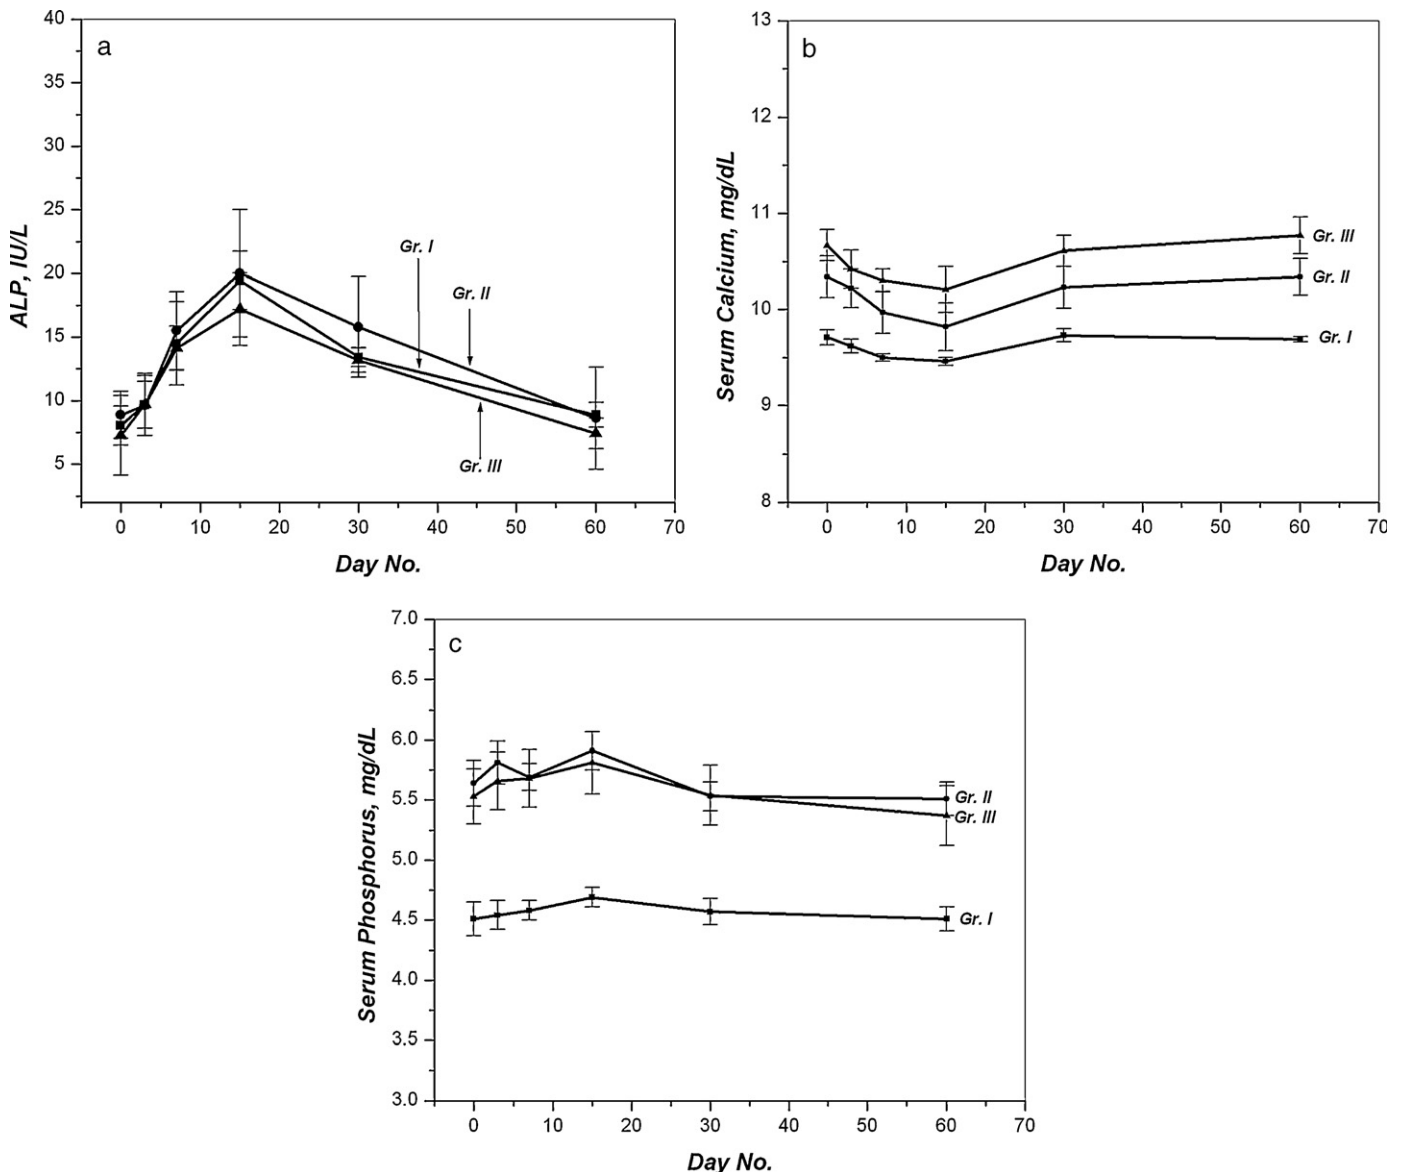 a
40
35
30
25
20
15
10
5
ALP, IU/L
Gr. I
Gr. II
Gr. III
0 10 20 30 40 50 60 70
Day No.
b
13
12
11
10
9
8
Serum Calcium, mg/dL
Gr. III
Gr. II
Gr. I
0 10 20 30 40 50 60 70
Day No.
c
7.0
6.5
6.0
5.5
5.0
4.5
4.0
3.5
3.0
Serum Phosphorus, mg/dL
Gr. II
Gr. III
Gr. I
0 10 20 30 40 50 60 70
Day No.